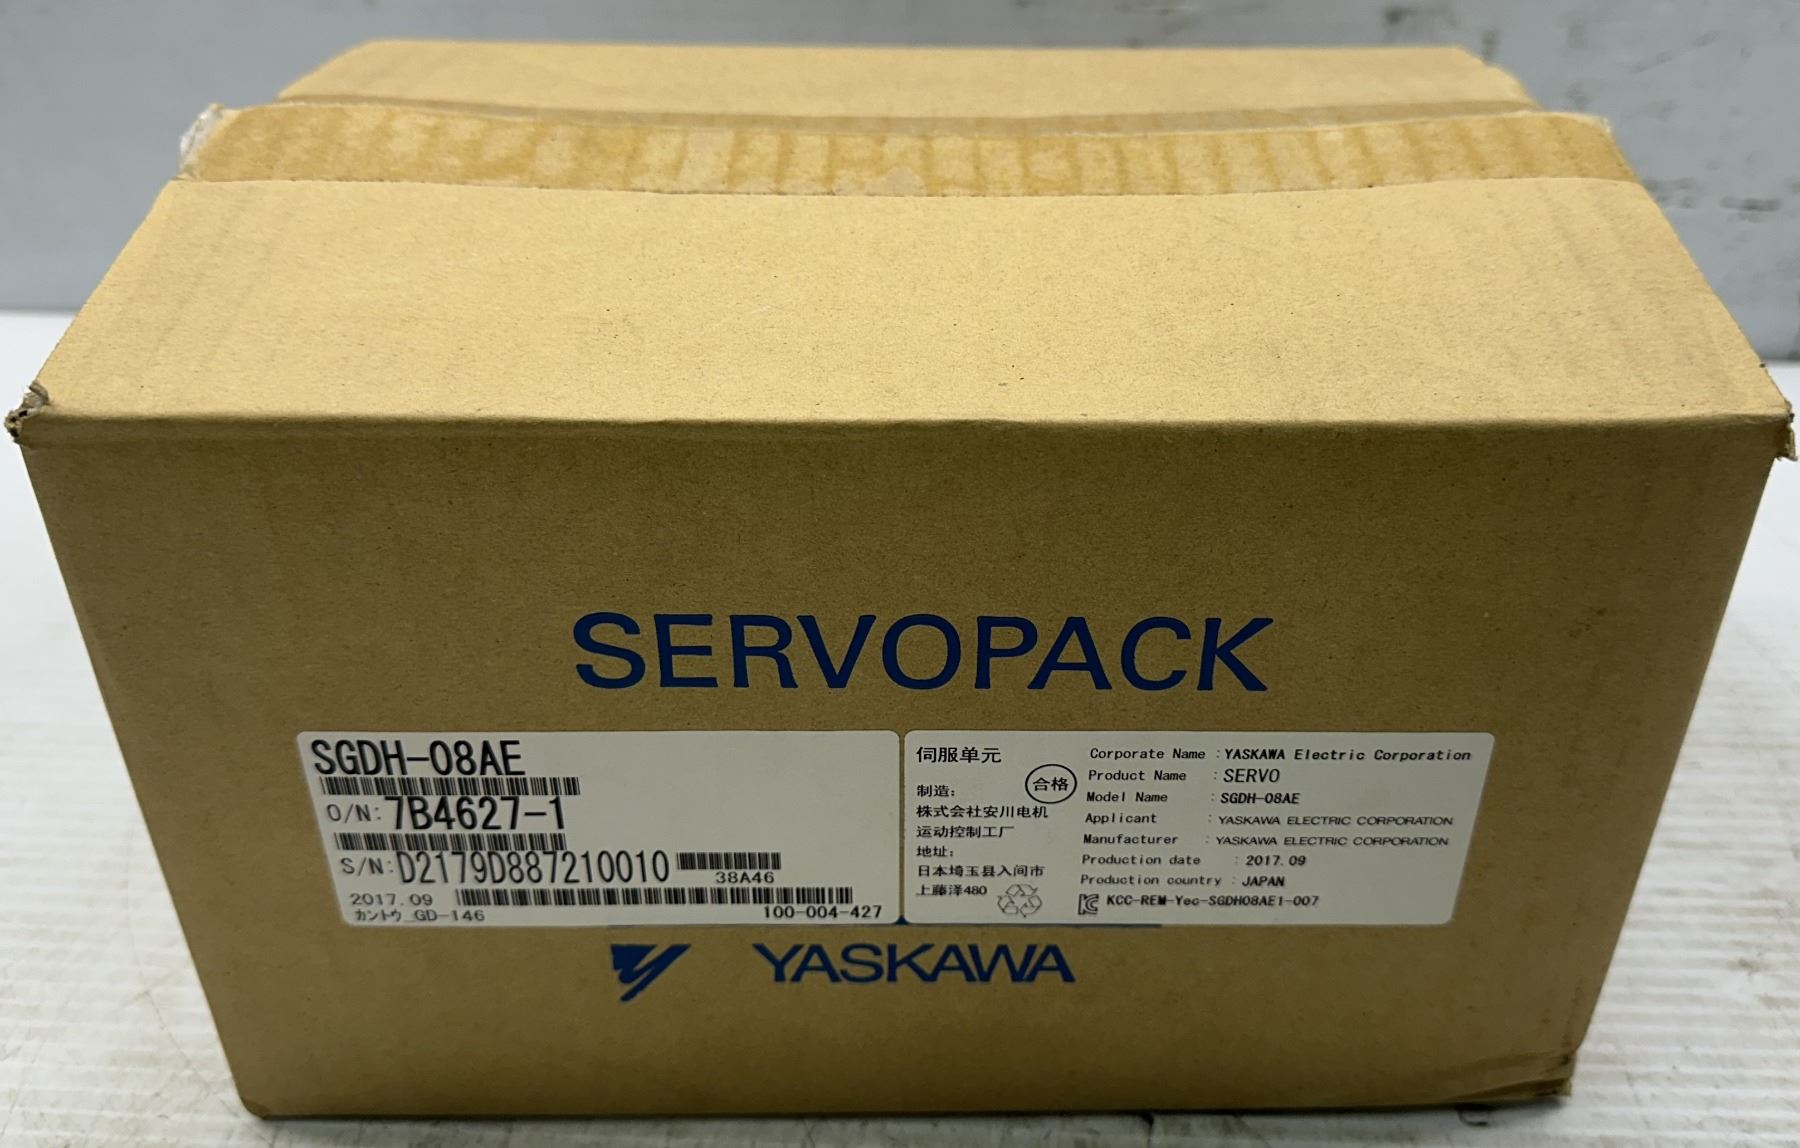 SERVOPACK
SGDH-08AE
O/N: 7B4627-1
S/N: D2179D887210010
38A46
2017.09
カントウ_GD-146
100-004-427
伺服单元
合格
制造：
株式会社安川电机
运动控制工厂
地址：
日本埼玉县入间市
上藤泽480
Corporate Name : YASKAWA Electric Corporation
Product Name : SERVO
Model Name : SGDH-08AE
Applicant : YASKAWA ELECTRIC CORPORATION
Manufacturer : YASKAWA ELECTRIC CORPORATION
Production date : 2017.09
Production country : JAPAN
KCC-REM-Yec-SGDH08AE1-007
YASKAWA